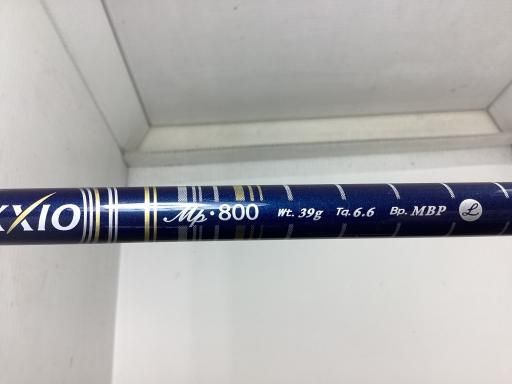 XXIO Mp・800 Wt. 39g Tq. 6.6 Bp. MBP L